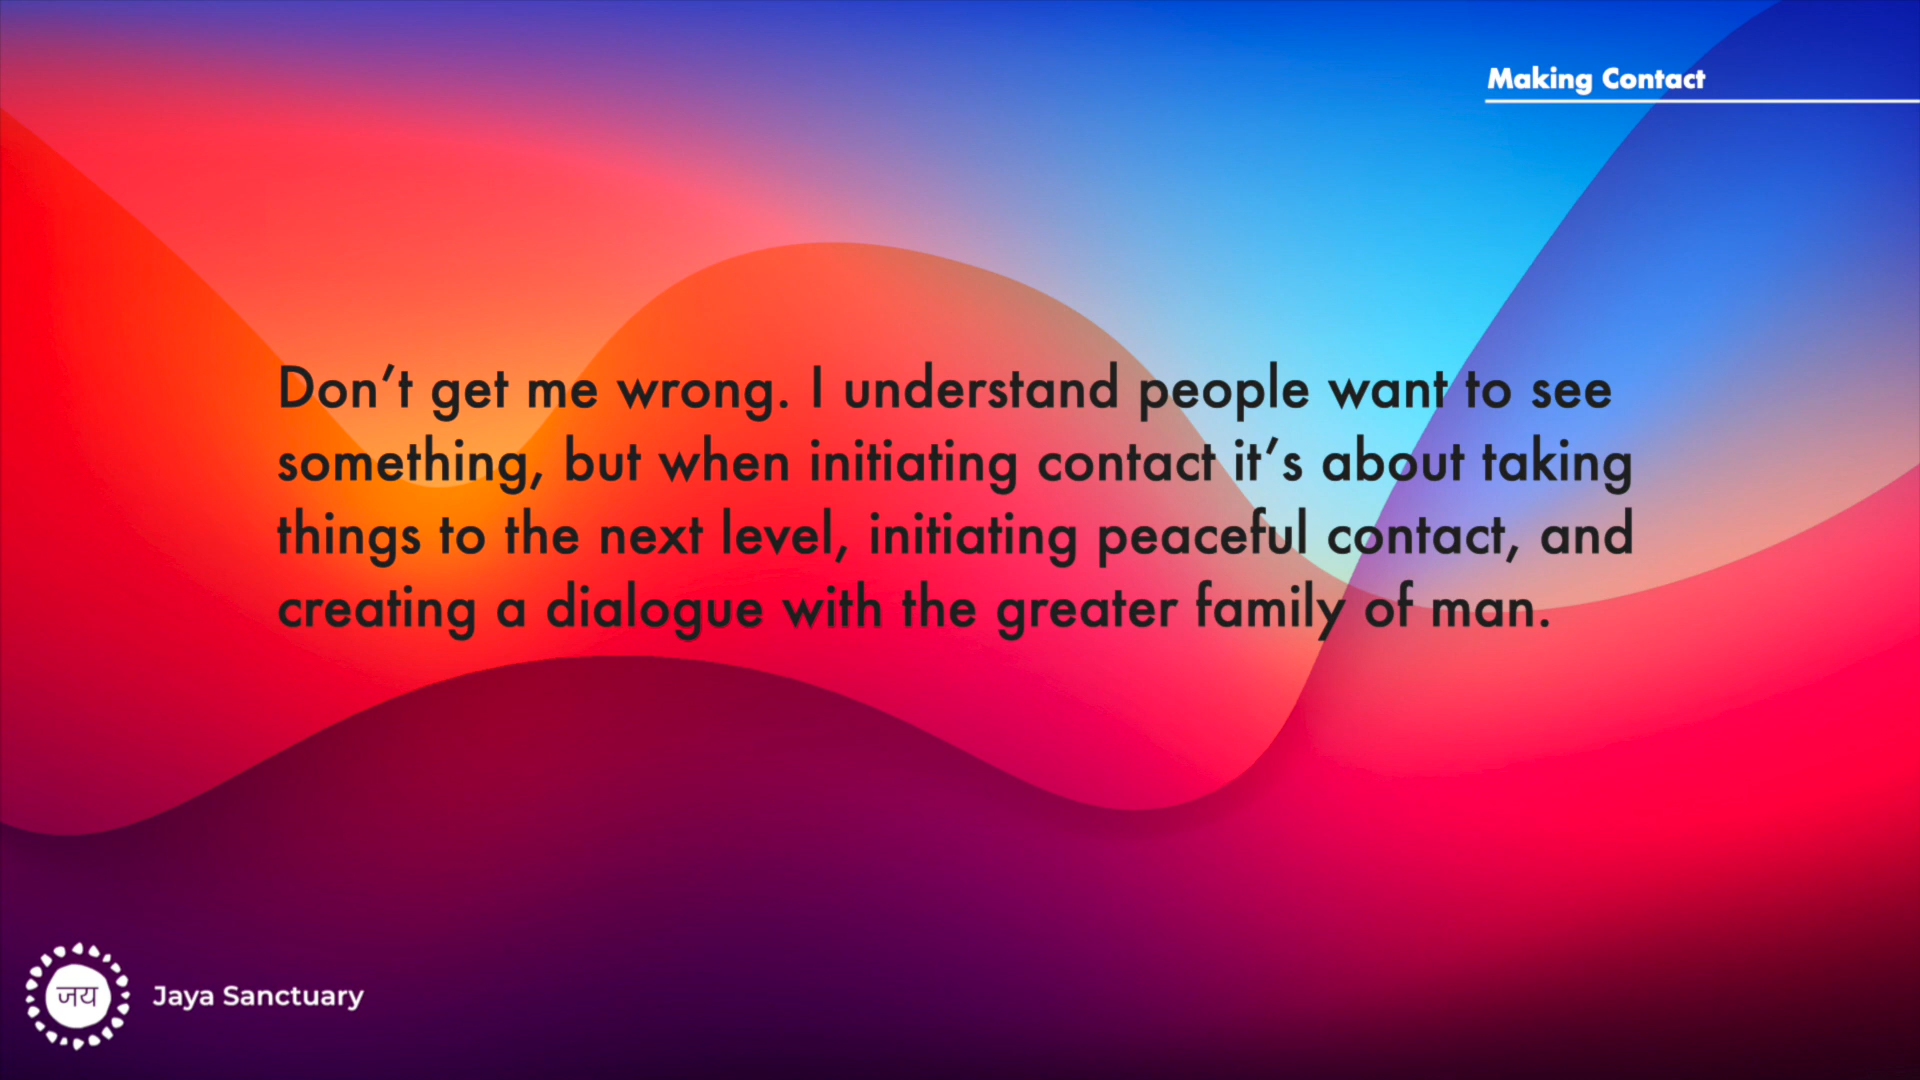 Making Contact
Don’t get me wrong. I understand people want to see
something, but when initiating contact it’s about taking
things to the next level, initiating peaceful contact, and
creating a dialogue with the greater family of man.
जय
Jaya Sanctuary